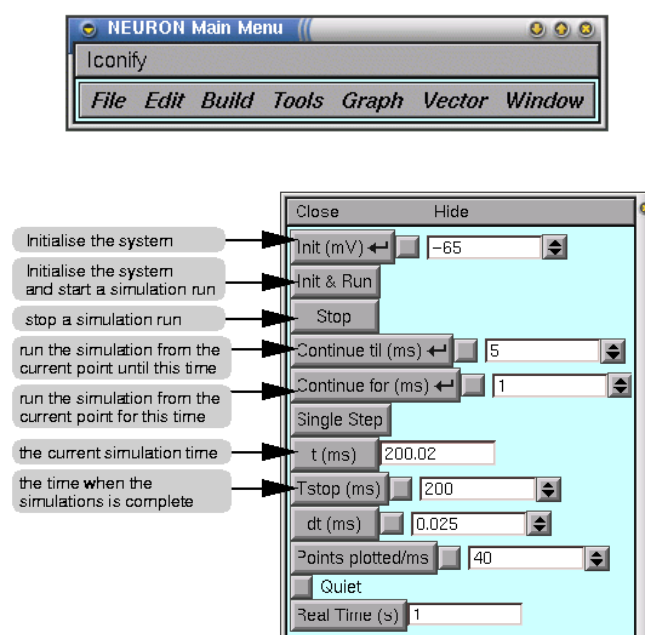 NEURON Main Menu
Iconify
File Edit Build Tools Graph Vector Window
Close Hide
Initialise the system
Init (mV) -65
Initialise the system
and start a simulation run
Init & Run
stop a simulation run
Stop
run the simulation from the
current point until this time
Continue til (ms) 5
run the simulation from the
current point for this time
Continue for (ms) 1
Single Step
the current simulation time
t (ms) 200.02
the time when the
simulations is complete
Tstop (ms) 200
dt (ms) 0.025
Points plotted/ms 40
Quiet
Real Time (s) 1